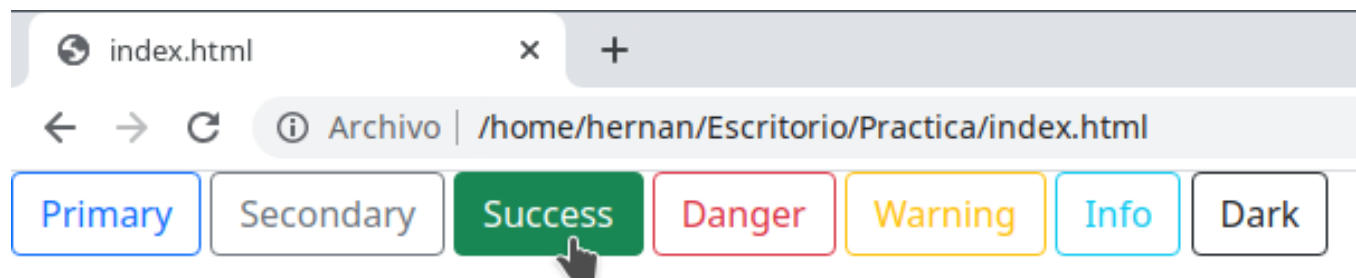 index.html
Archivo | /home/hernan/Escritorio/Practica/index.html
Primary Secondary Success Danger Warning Info Dark